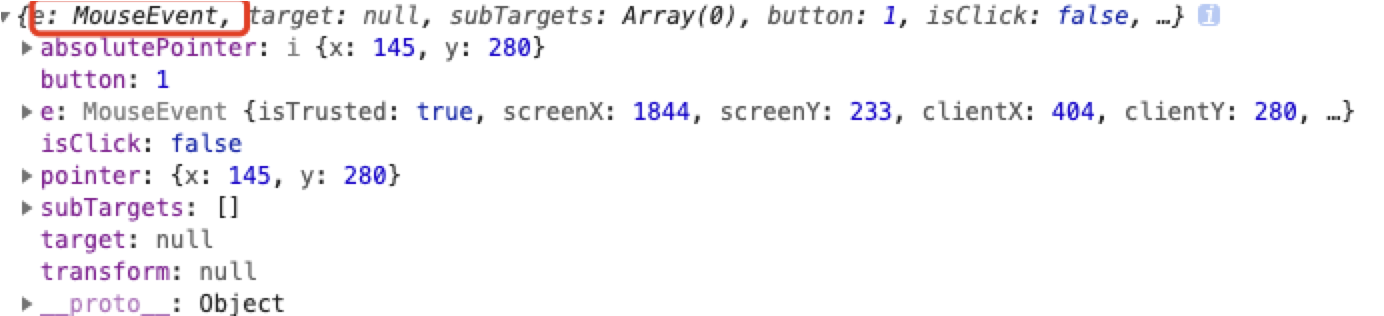 {e: MouseEvent, target: null, subTargets: Array(0), button: 1, isClick: false, …} i
absolutePointer: i {x: 145, y: 280}
button: 1
e: MouseEvent {isTrusted: true, screenX: 1844, screenY: 233, clientX: 404, clientY: 280, …}
isClick: false
pointer: {x: 145, y: 280}
subTargets: []
target: null
transform: null
__proto__: Object